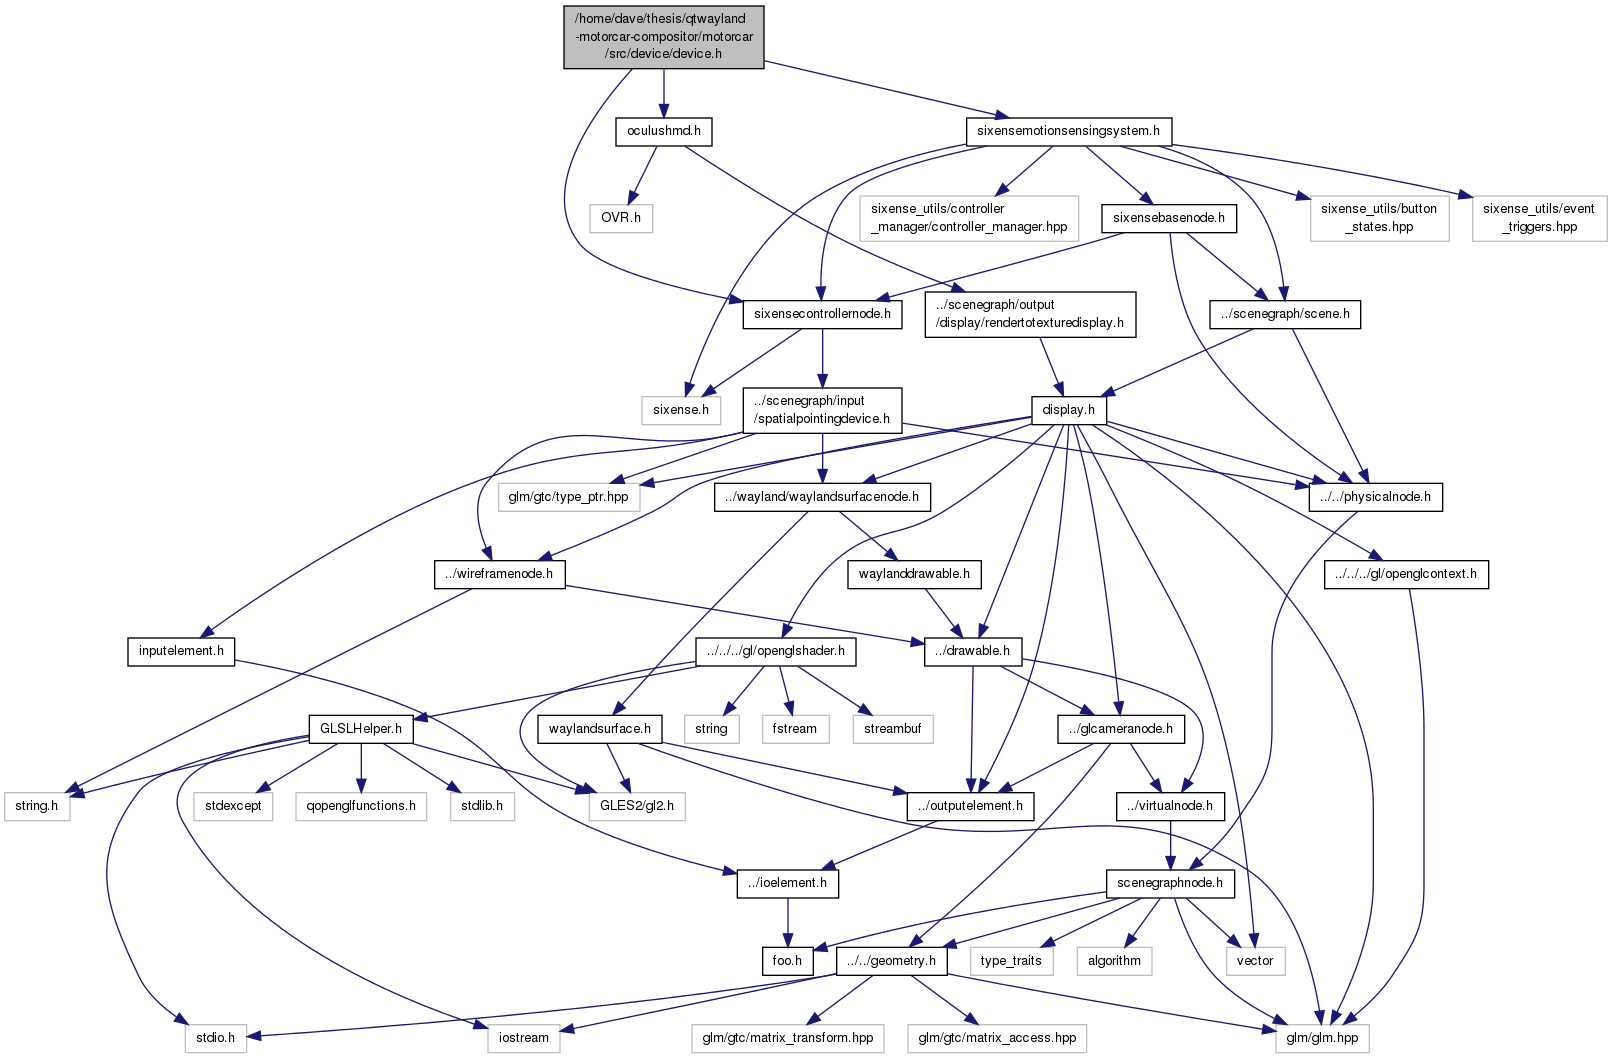 /home/dave/thesis/qtwayland
-motorcar-compositor/motorcar
/src/device/device.h
oculushmd.h
sixensemotionsensingsystem.h
OVR.h
sixense_utils/controller
_manager/controller_manager.hpp
sixensebasenode.h
sixense_utils/button
_states.hpp
sixense_utils/event
_triggers.hpp
sixensecontrollernode.h
../scenegraph/output
/display/rendertotexturedisplay.h
../scenegraph/scene.h
sixense.h
../scenegraph/input
/spatialpointingdevice.h
display.h
glm/gtc/type_ptr.hpp
../wayland/waylandsurfacenode.h
../../physicalnode.h
../wireframenode.h
waylanddrawable.h
../../../gl/openglcontext.h
inputelement.h
../../../gl/openglshader.h
../drawable.h
GLSLHelper.h
waylandsurface.h
string
fstream
streambuf
../glcameranode.h
string.h
stdexcept
qopenglfunctions.h
stdlib.h
GLES2/gl2.h
../outputelement.h
../virtualnode.h
../ioelement.h
scenegraphnode.h
foo.h
../../geometry.h
type_traits
algorithm
vector
stdio.h
iostream
glm/gtc/matrix_transform.hpp
glm/gtc/matrix_access.hpp
glm/glm.hpp